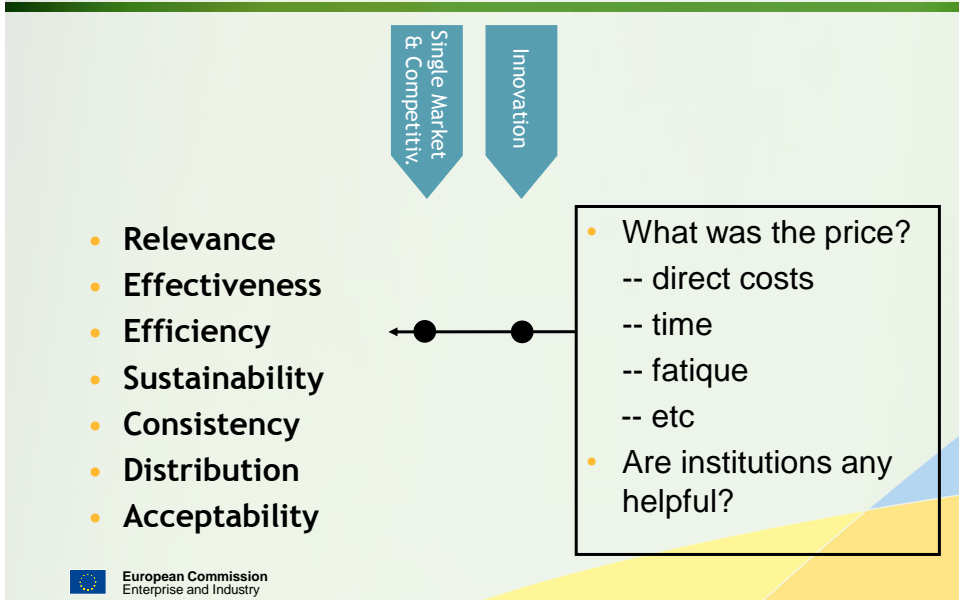 Single Market
& Competitiv.
Innovation
• Relevance
• Effectiveness
• Efficiency
• Sustainability
• Consistency
• Distribution
• Acceptability
• What was the price?
-- direct costs
-- time
-- fatique
-- etc
• Are institutions any
helpful?
European Commission
Enterprise and Industry